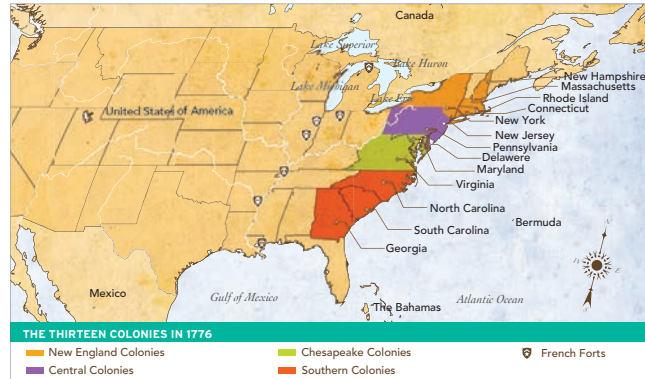 Canada
Lake Superior
Lake Huron
Lake Michigan
Lake Erie
United States of America
New Hampshire
Massachusetts
Rhode Island
Connecticut
New York
New Jersey
Pennsylvania
Delawere
Maryland
Virginia
North Carolina
South Carolina
Bermuda
Georgia
N
E
Mexico
Gulf of Mexico
The Bahamas
Atlantic Ocean
THE THIRTEEN COLONIES IN 1776
New England Colonies
Chesapeake Colonies
French Forts
Central Colonies
Southern Colonies